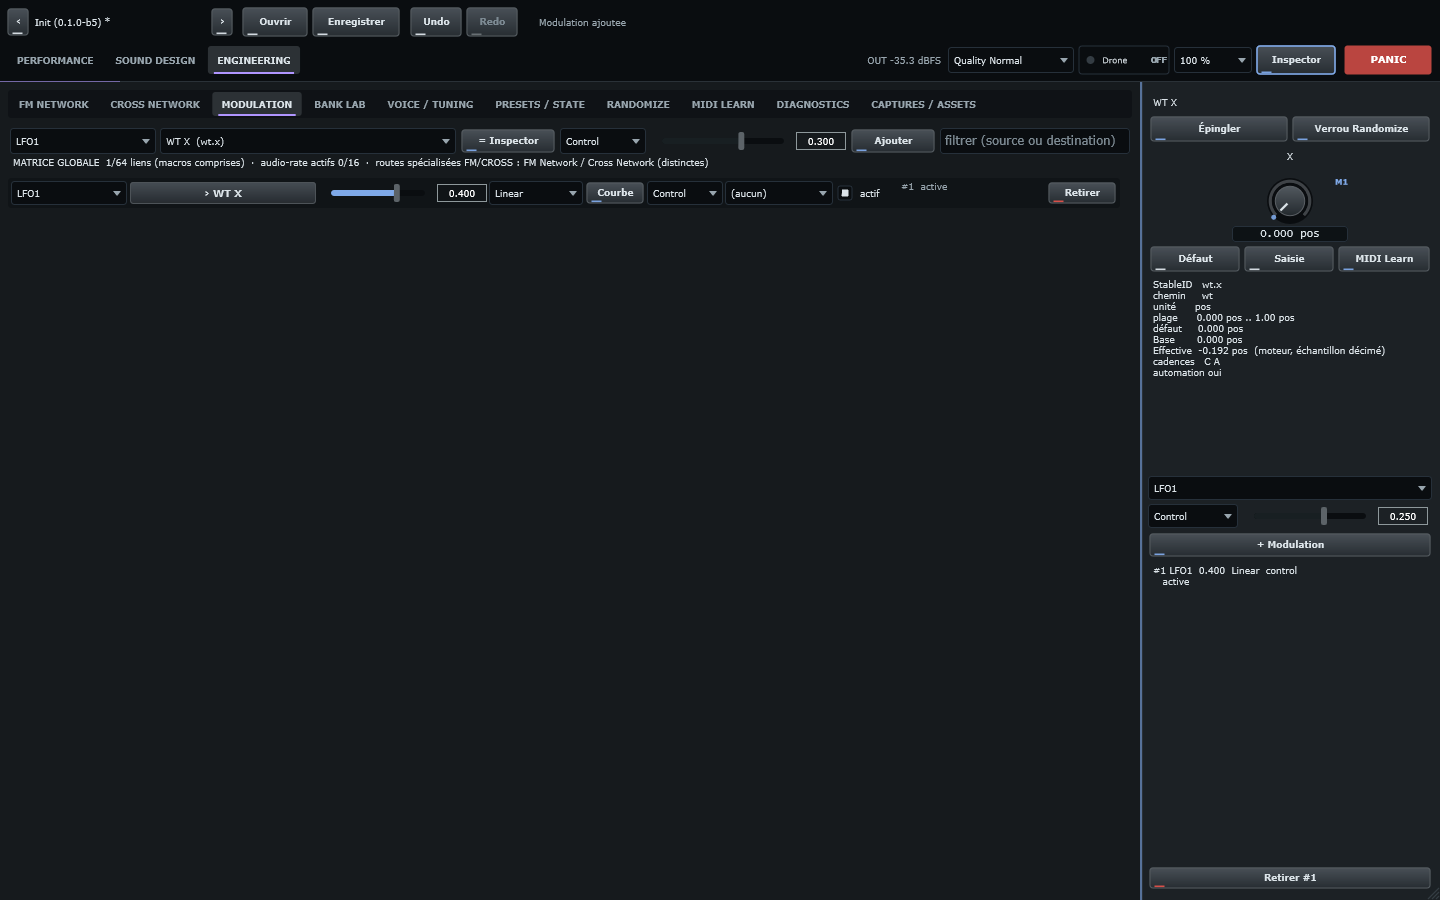 ‹ Init (0.1.0-b5) * › Ouvrir Enregistrer Undo Redo Modulation ajoutee
PERFORMANCE SOUND DESIGN ENGINEERING OUT -35.3 dBFS Quality Normal Drone OFF 100 % Inspector PANIC
FM NETWORK CROSS NETWORK MODULATION BANK LAB VOICE / TUNING PRESETS / STATE RANDOMIZE MIDI LEARN DIAGNOSTICS CAPTURES / ASSETS
LFO1 WT X (wt.x) = Inspector Control 0.300 Ajouter filtrer (source ou destination)
MATRICE GLOBALE 1/64 liens (macros comprises) · audio-rate actifs 0/16 · routes spécialisées FM/CROSS : FM Network / Cross Network (distinctes)
LFO1 › WT X 0.400 Linear Courbe Control (aucun) actif #1 active Retirer
WT X
Épingler Verrou Randomize
X
M1
0.000 pos
Défaut Saisie MIDI Learn
StableID wt.x
chemin wt
unité pos
plage 0.000 pos .. 1.00 pos
défaut 0.000 pos
Base 0.000 pos
Effective -0.192 pos (moteur, échantillon décimé)
cadences C A
automation oui
LFO1
Control 0.250
+ Modulation
#1 LFO1 0.400 Linear control
active
Retirer #1